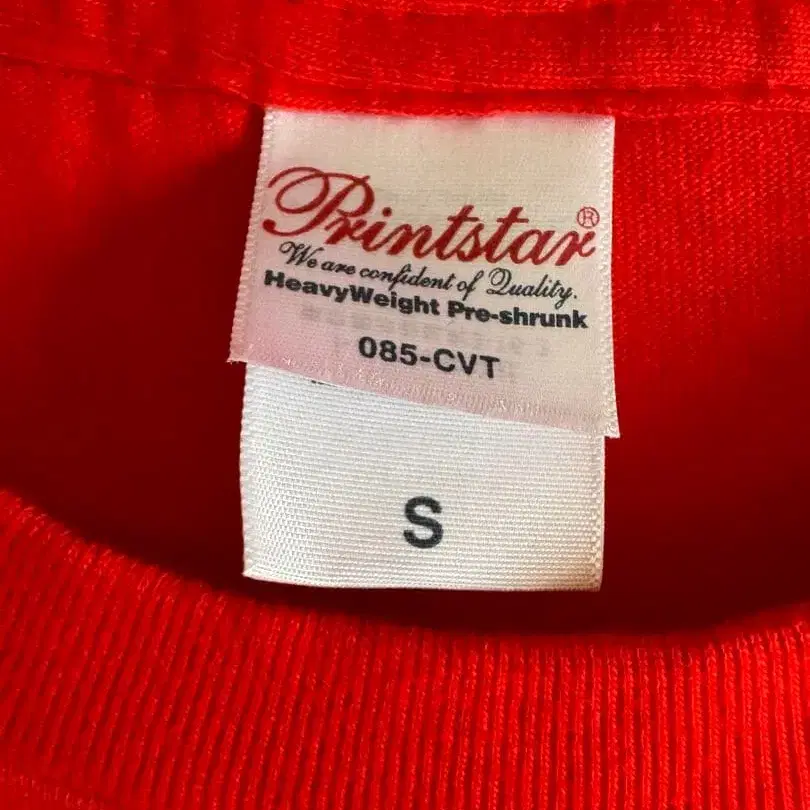 Printstar®
We are confident of Quality.
HeavyWeight Pre-shrunk
085-CVT
S